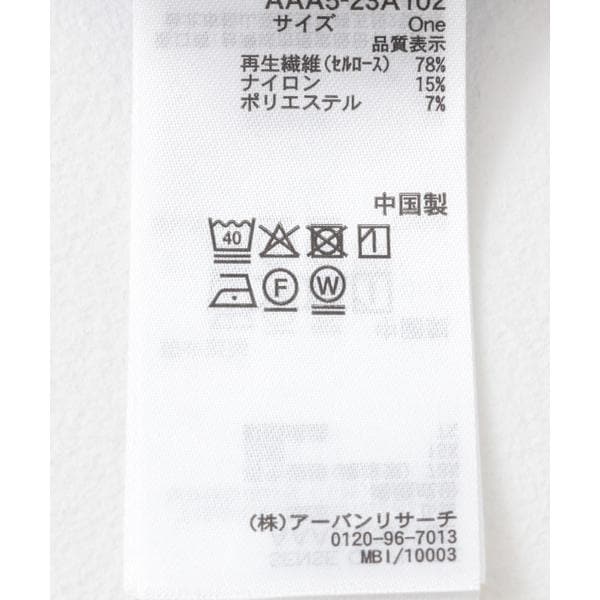 AAA5-23A102
サイズ One
品質表示
再生繊維(ｾﾙﾛｰｽ) 78%
ナイロン 15%
ポリエステル 7%
中国製
40
F W
(株)アーバンリサーチ
0120-96-7013
MBI/10003